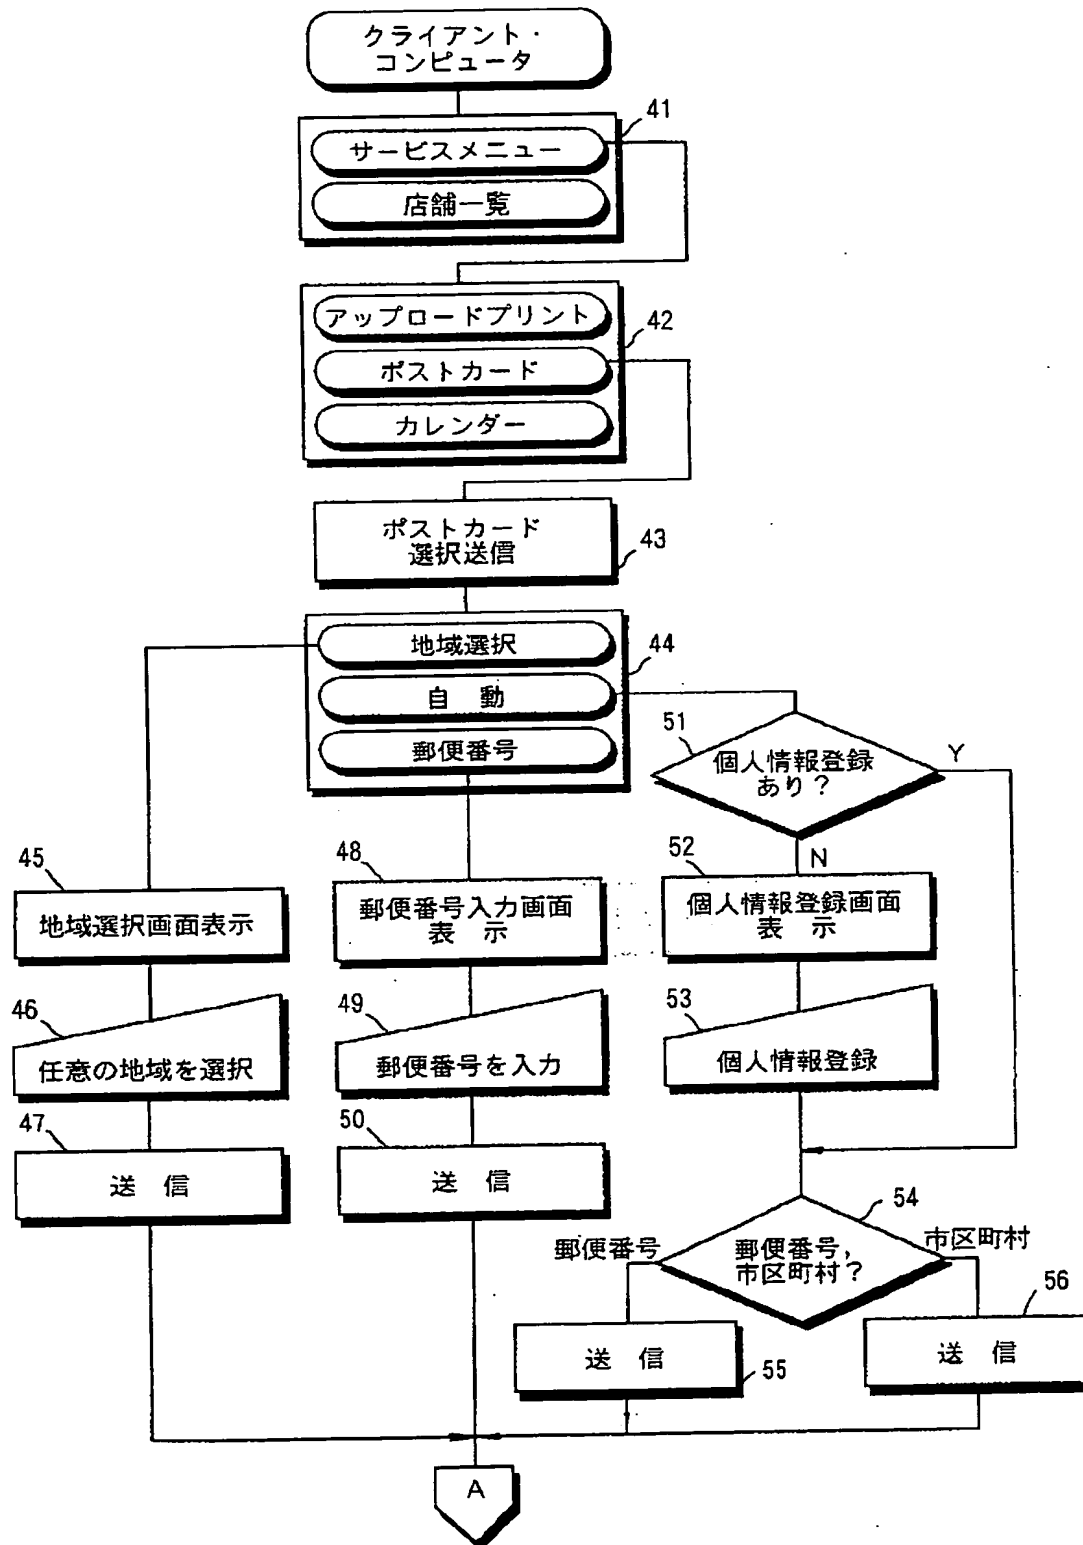 クライアント・
コンピュータ
41
サービスメニュー
店舗一覧
42
アップロードプリント
ポストカード
カレンダー
ポストカード
選択送信
43
44
地域選択
自 動
郵便番号
51
個人情報登録
あり?
Y
N
45
地域選択画面表示
48
郵便番号入力画面
表 示
52
個人情報登録画面
表 示
46
任意の地域を選択
49
郵便番号を入力
53
個人情報登録
47
送 信
50
送 信
54
郵便番号
郵便番号,
市区町村?
市区町村
送 信
55
56
送 信
A